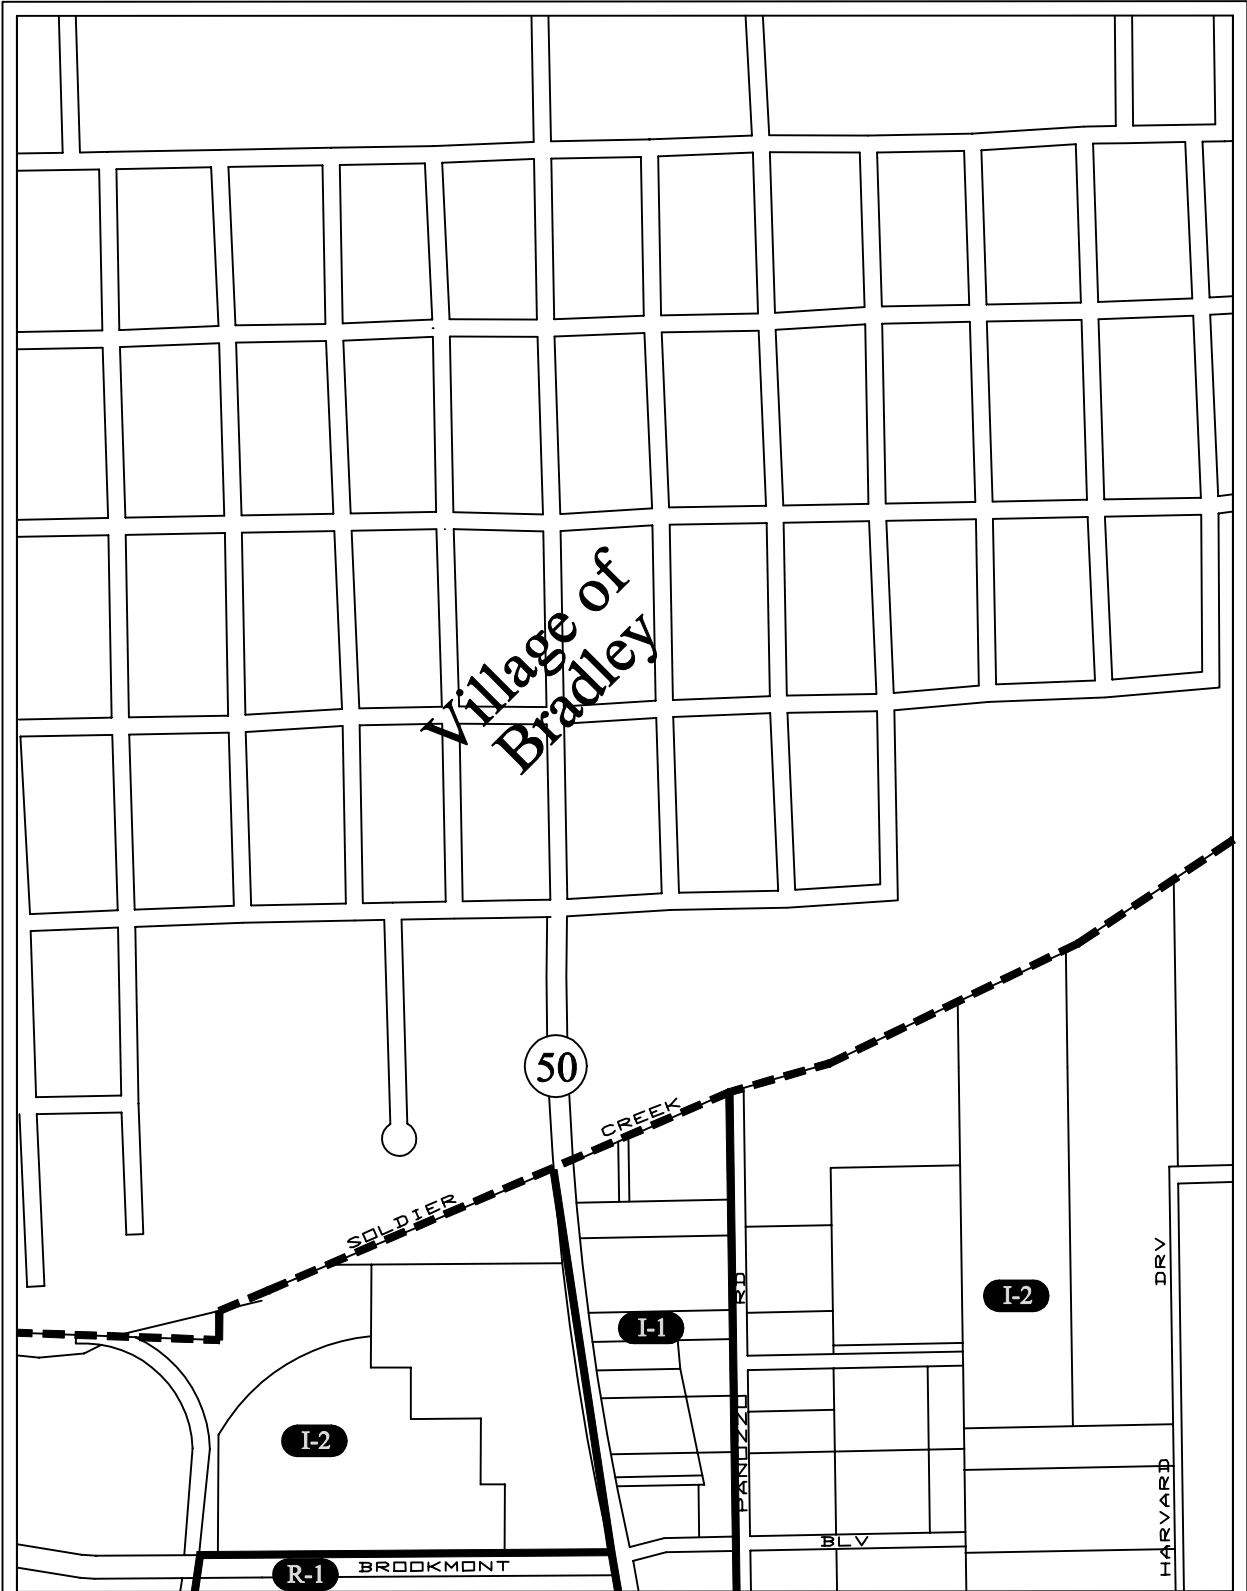 Village of
Bradley
50
CREEK
SOLDIER
RD
I-1
I-2
DRV
PANOZZO
I-2
HARVARD
BLV
BROOKMONT
R-1